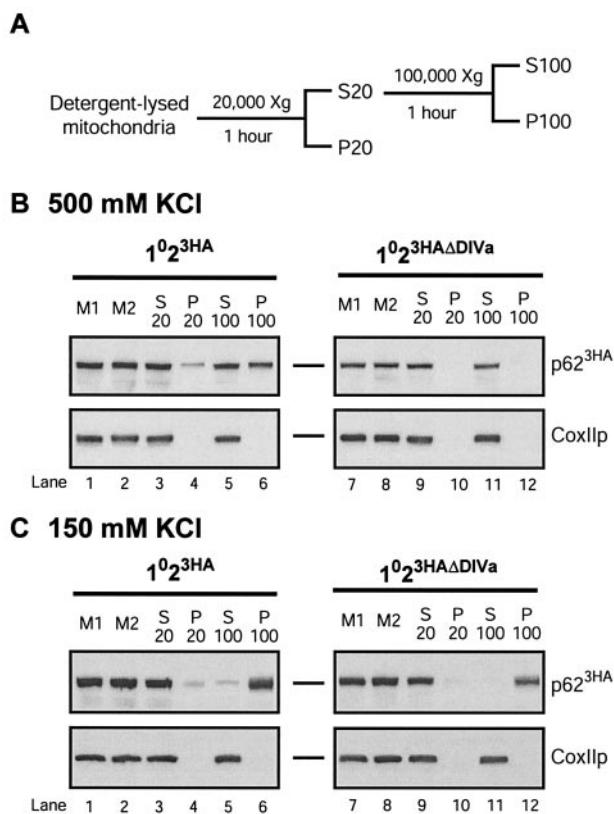 A
Detergent-lysed
mitochondria
20,000 Xg
1 hour
S20
P20
100,000 Xg
1 hour
S100
P100
B 500 mM KCl
1⁰2³ᴴᴬ 1⁰2³ᴴᴬΔᴰᴵⱽᵃ
M1 M2 S P S P M1 M2 S P S P
20 20 100 100 20 20 100 100
p62³ᴴᴬ
CoxIIp
Lane 1 2 3 4 5 6 7 8 9 10 11 12
C 150 mM KCl
1⁰2³ᴴᴬ 1⁰2³ᴴᴬΔᴰᴵⱽᵃ
M1 M2 S P S P M1 M2 S P S P
20 20 100 100 20 20 100 100
p62³ᴴᴬ
CoxIIp
Lane 1 2 3 4 5 6 7 8 9 10 11 12